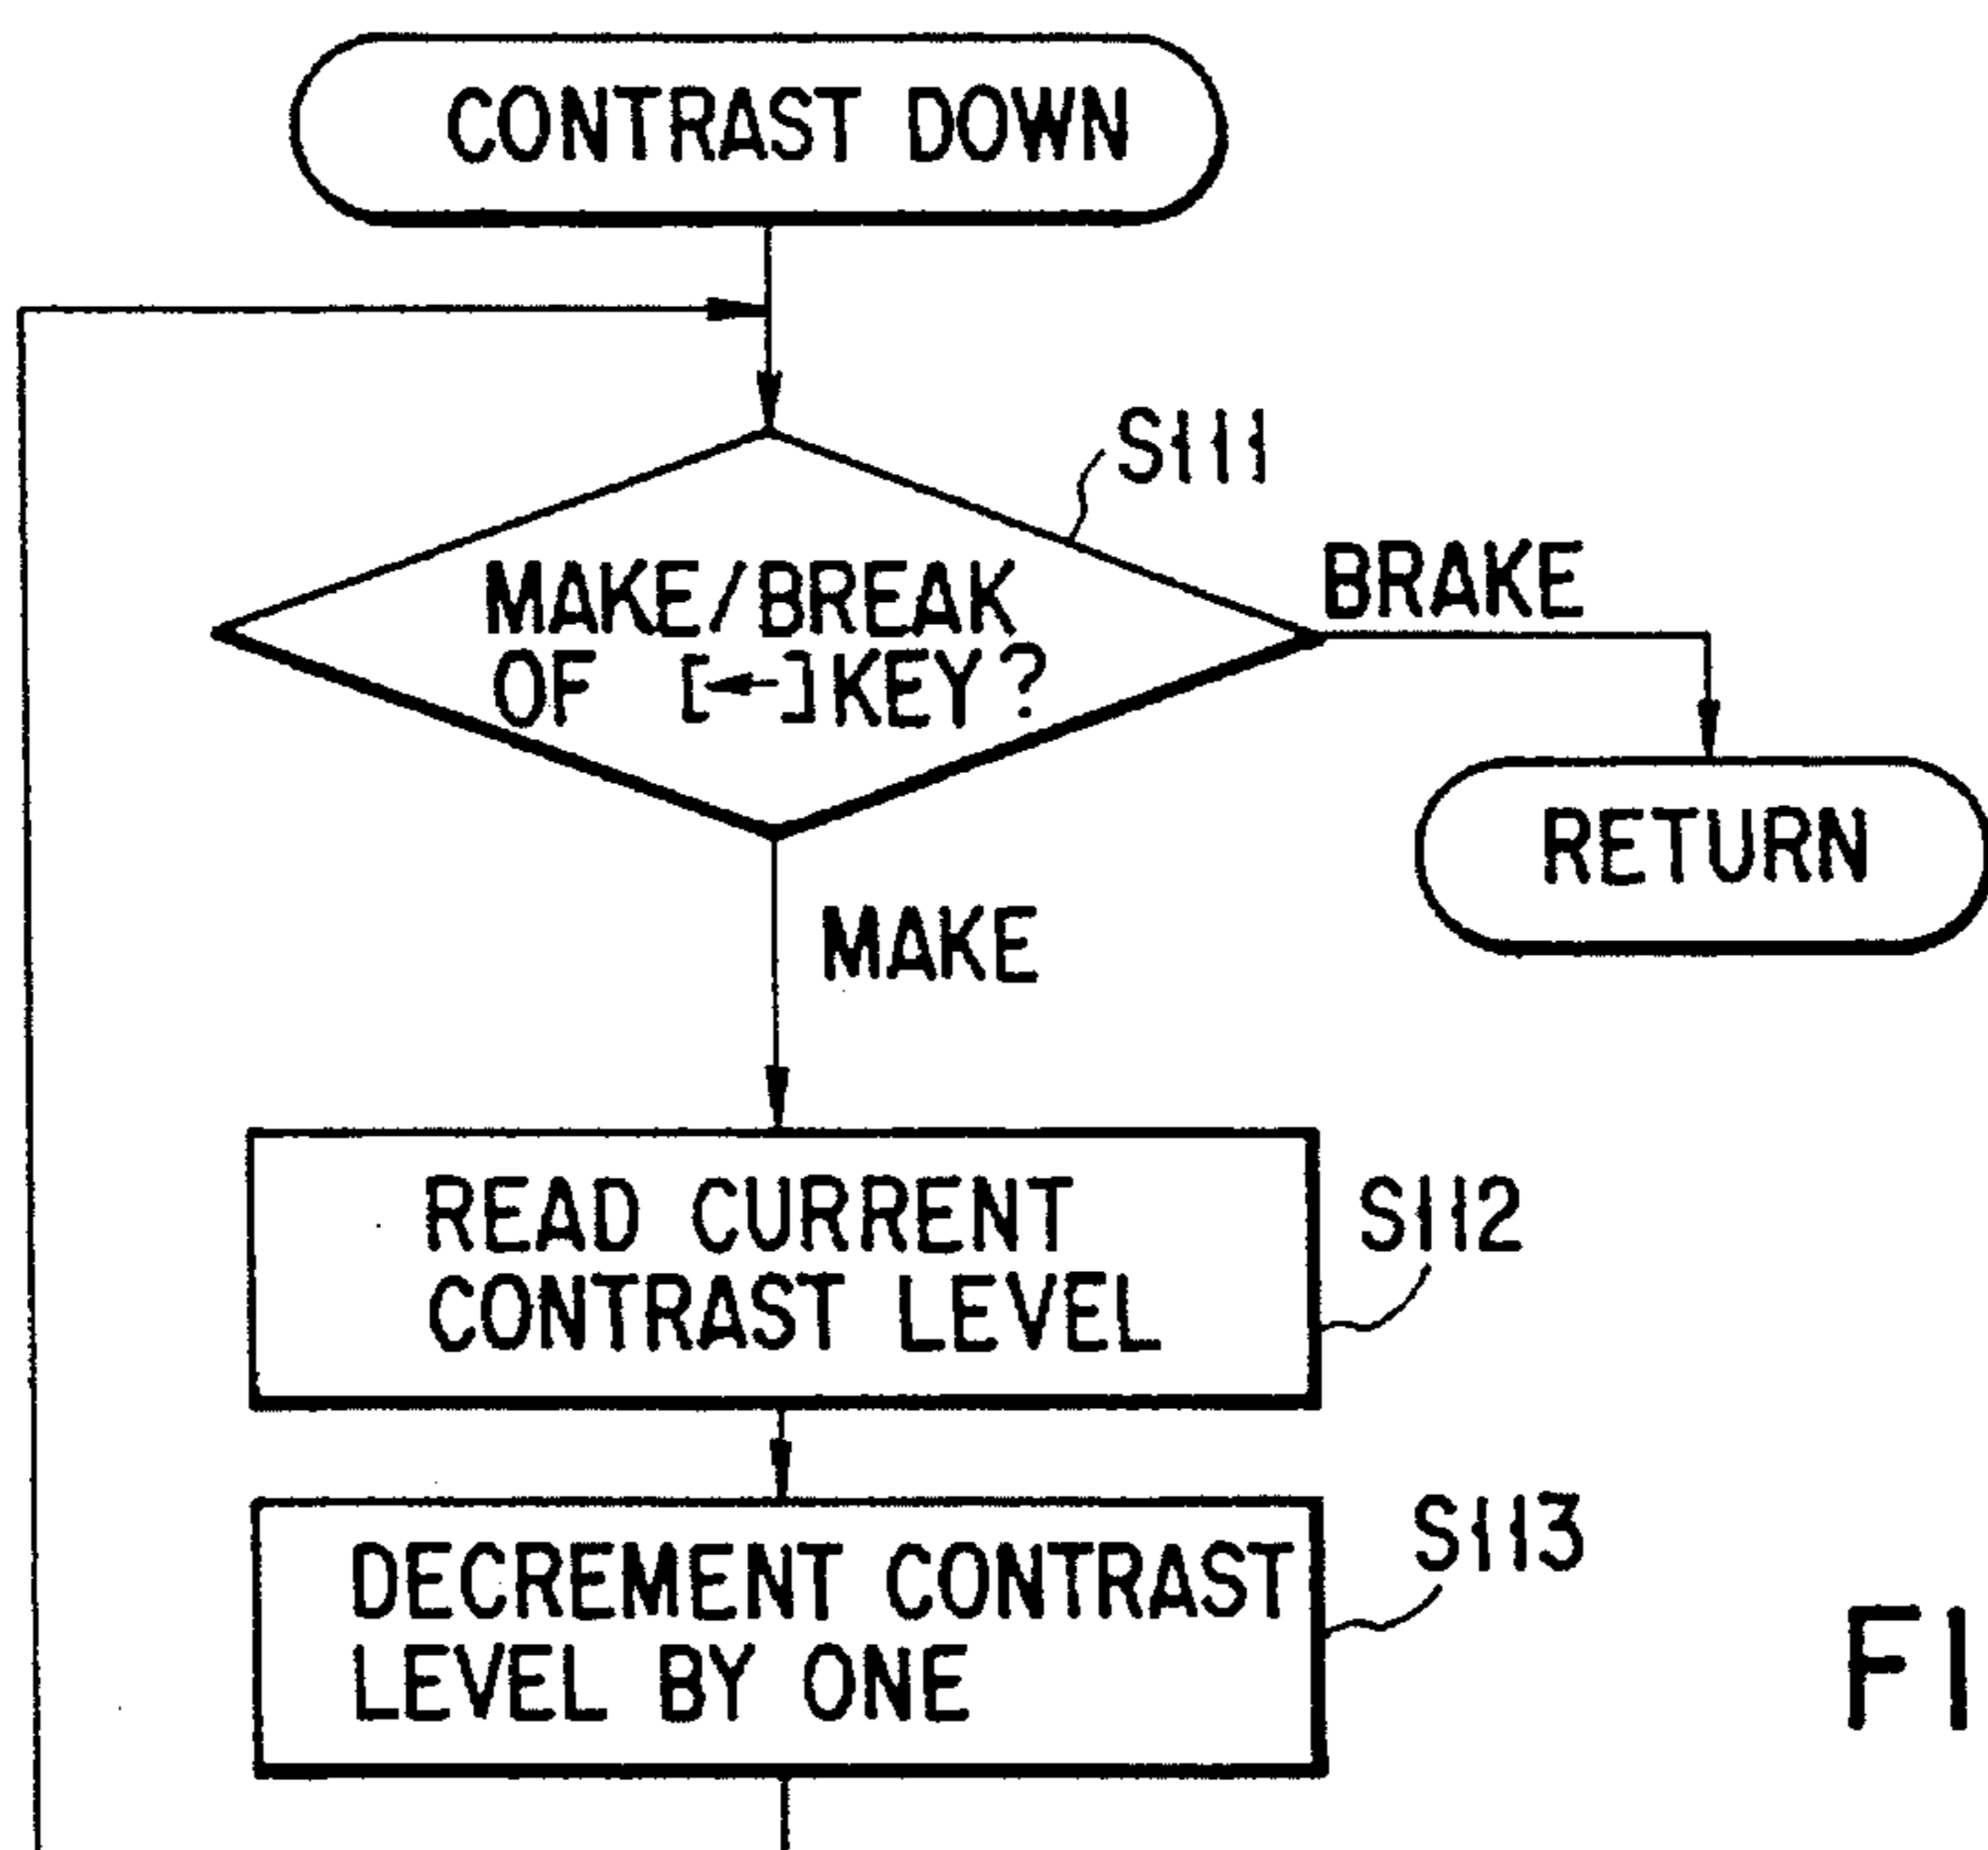 CONTRAST DOWN
S111
MAKE/BREAK
OF [←]KEY?
BRAKE
RETURN
MAKE
READ CURRENT
CONTRAST LEVEL
S112
DECREMENT CONTRAST
LEVEL BY ONE
S113
FI